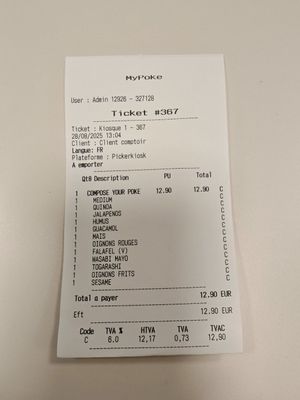 MyPoke
User : Admin 12926 - 327128
Ticket #367
Ticket : Kiosque 1 - 367
28/08/2025 13:04
Client : Client comptoir
Langue: FR
Plateforme : Pickerkiosk
A emporter
Qté Description PU Total
1 COMPOSE YOUR POKE 12.90 12.90 C
1 MEDIUM C
1 QUINOA C
1 JALAPENOS C
1 HUMUS C
1 GUACAMOL C
1 MAIS C
1 OIGNONS ROUGES C
1 FALAFEL (V) C
1 WASABI MAYO C
1 TOGARASHI C
1 OIGNONS FRITS C
1 SESAME C
Total a payer 12.90 EUR
Eft 12.90 EUR
Code TVA % HTVA TVA TVAC
C 6.0 12,17 0,73 12,90